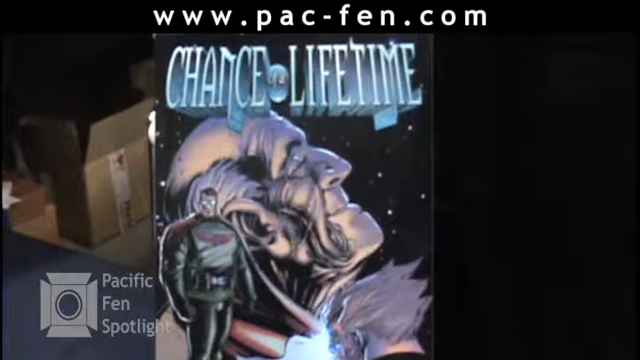 www.pac-fen.com
CHANCE of a LIFETIME
Pacific
Fen
Spotlight